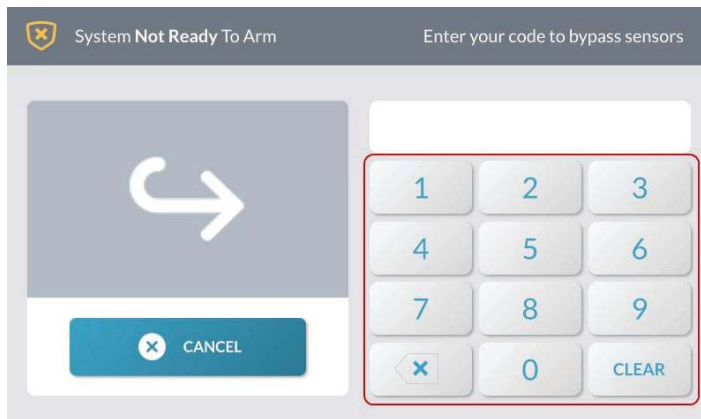 System Not Ready To Arm
Enter your code to bypass sensors
1 2 3
4 5 6
7 8 9
0 CLEAR
CANCEL